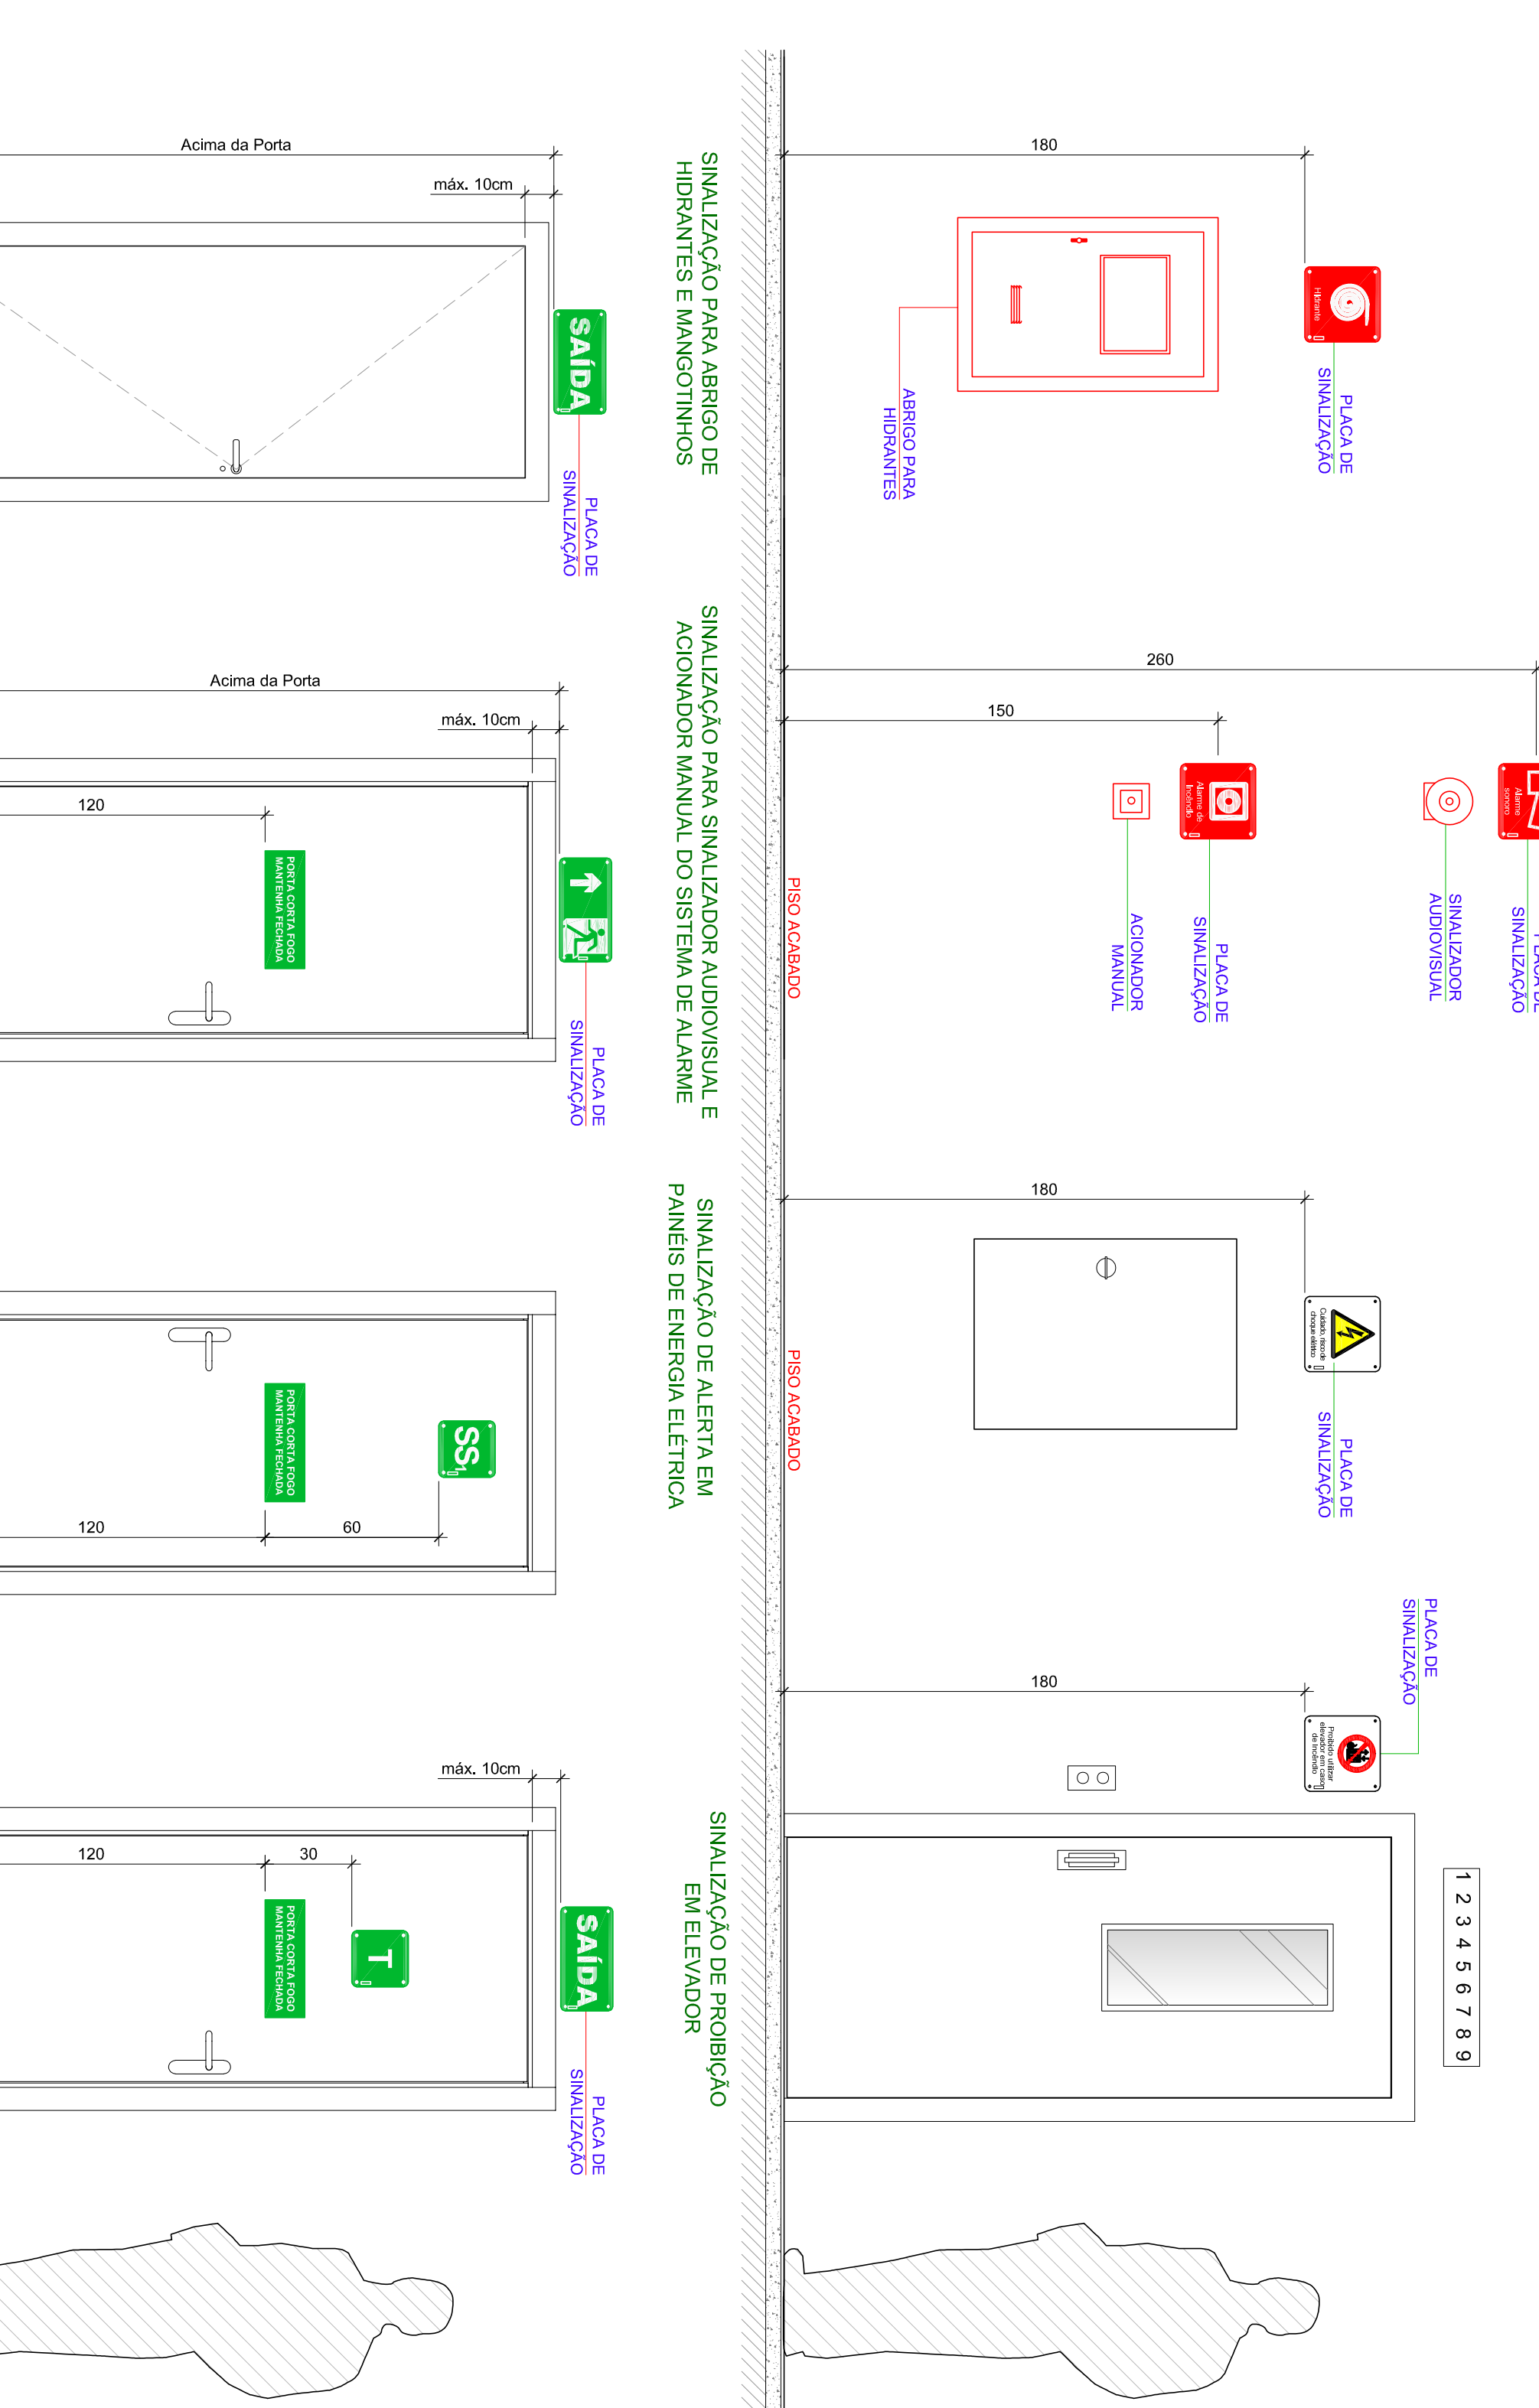 180
Hidrante
PLACA DE
SINALIZAÇÃO
ABRIGO PARA
HIDRANTES
SINALIZAÇÃO PARA ABRIGO DE
HIDRANTES E MANGOTINHOS
260
150
Alarme
sonoro
PLACA DE
SINALIZAÇÃO
SINALIZADOR
AUDIOVISUAL
Alarme de
Incêndio
PLACA DE
SINALIZAÇÃO
ACIONADOR
MANUAL
PISO ACABADO
SINALIZAÇÃO PARA SINALIZADOR AUDIOVISUAL E
ACIONADOR MANUAL DO SISTEMA DE ALARME
180
Cuidado, risco de
choque elétrico
PLACA DE
SINALIZAÇÃO
PISO ACABADO
SINALIZAÇÃO DE ALERTA EM
PAINÉIS DE ENERGIA ELÉTRICA
PLACA DE
SINALIZAÇÃO
180
Proibido utilizar
elevador em caso
de Incêndio
1 2 3 4 5 6 7 8 9
SINALIZAÇÃO DE PROIBIÇÃO
EM ELEVADOR
Acima da Porta
máx. 10cm
SAÍDA
PLACA DE
SINALIZAÇÃO
Acima da Porta
máx. 10cm
120
PORTA CORTA FOGO
MANTENHA FECHADA
PLACA DE
SINALIZAÇÃO
SS1
PORTA CORTA FOGO
MANTENHA FECHADA
120
60
máx. 10cm
120
30
SAÍDA
T
PORTA CORTA FOGO
MANTENHA FECHADA
PLACA DE
SINALIZAÇÃO